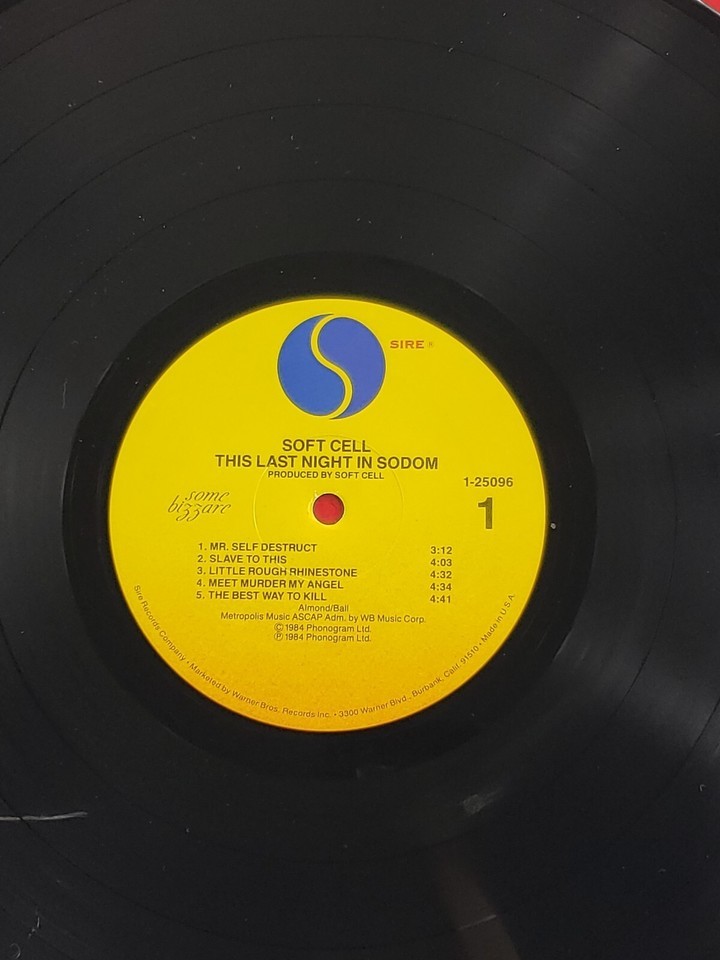 SIRE ®
SOFT CELL
THIS LAST NIGHT IN SODOM
PRODUCED BY SOFT CELL
1-25096
some
bizzare
1
1. MR. SELF DESTRUCT 3:12
2. SLAVE TO THIS 4:03
3. LITTLE ROUGH RHINESTONE 4:32
4. MEET MURDER MY ANGEL 4:34
5. THE BEST WAY TO KILL 4:41
Almond/Ball
Metropolis Music ASCAP Adm. by WB Music Corp.
©1984 Phonogram Ltd.
℗1984 Phonogram Ltd.
Sire Records Company • Marketed by Warner Bros. Records Inc. • 3300 Warner Blvd., Burbank, Calif. 91510 • Made in U.S.A.